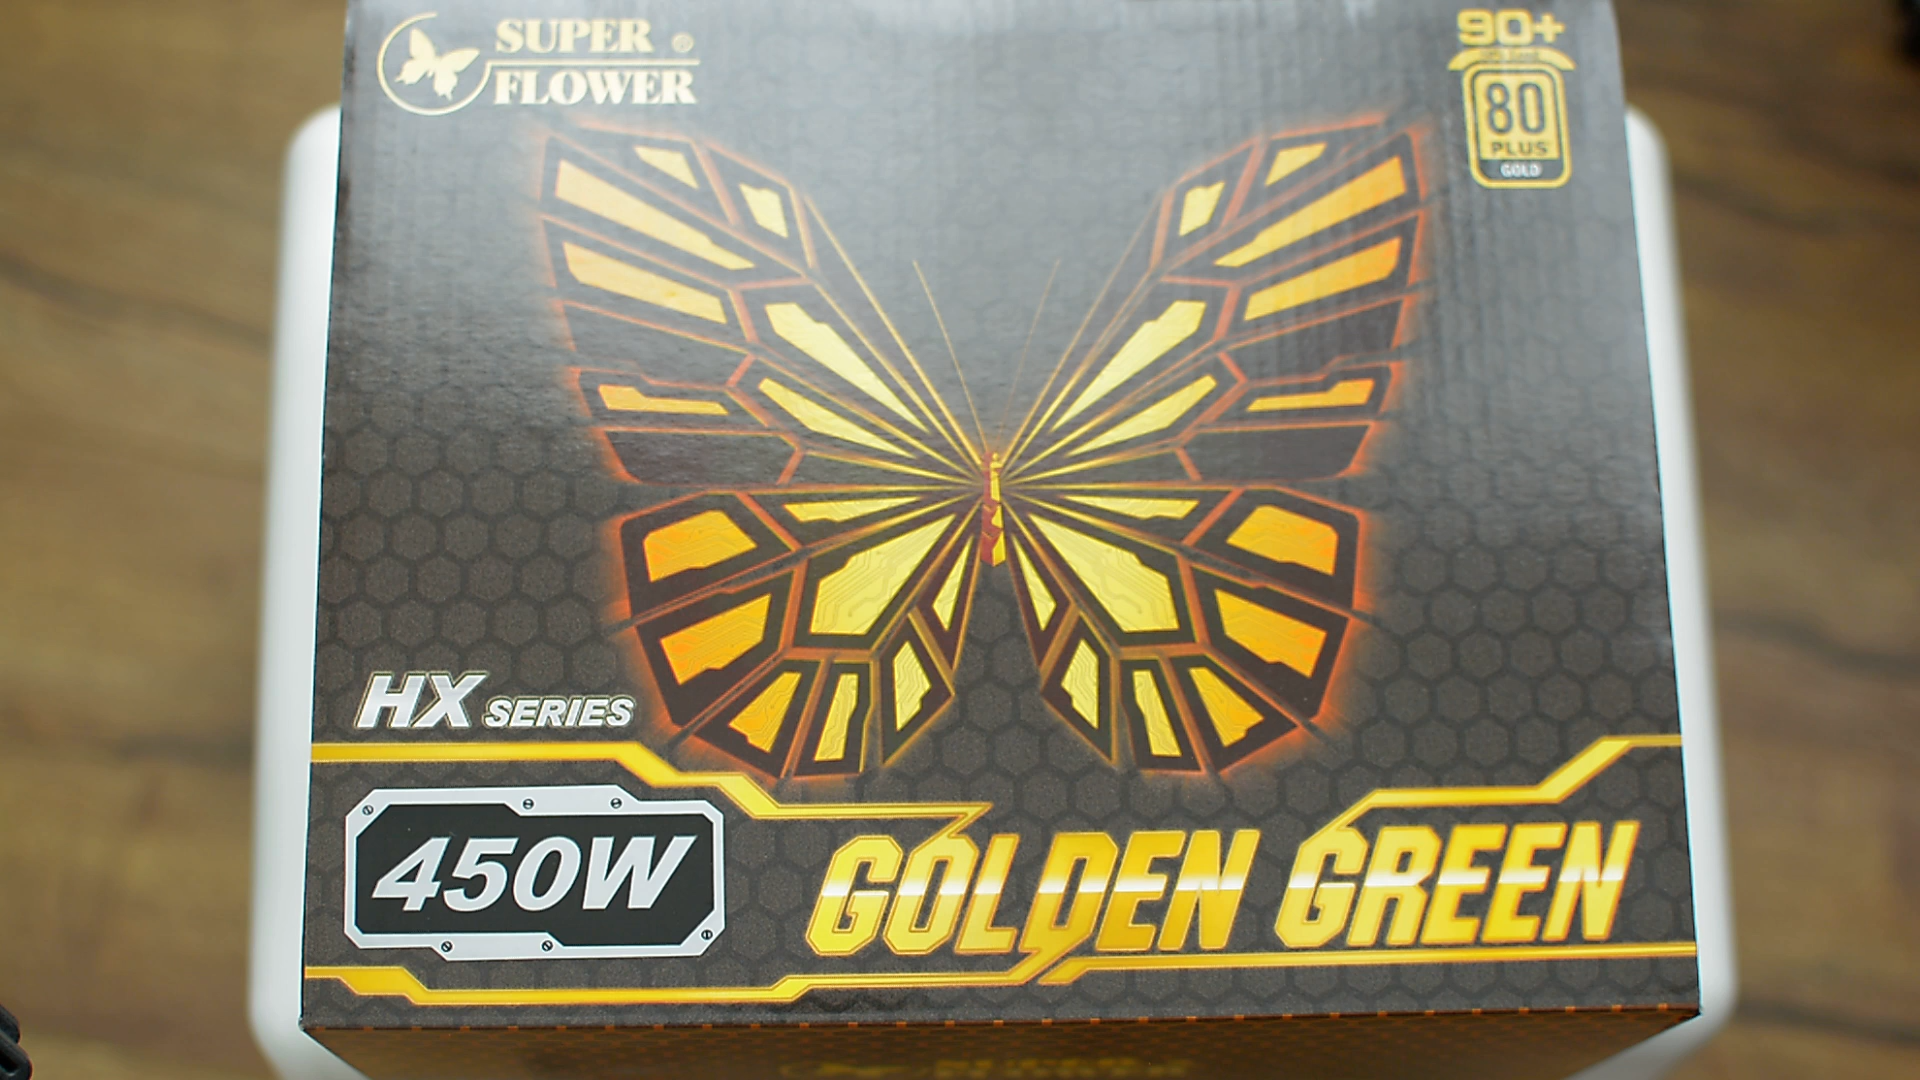 SUPER ®
FLOWER
90+
80
PLUS
GOLD
HX SERIES
450W
GOLDEN GREEN